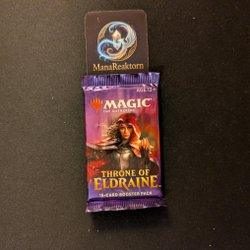 ManaReaktorn
AGE 13+
MAGIC
THE GATHERING
THRONE OF
ELDRAINE
15-CARD BOOSTER PACK